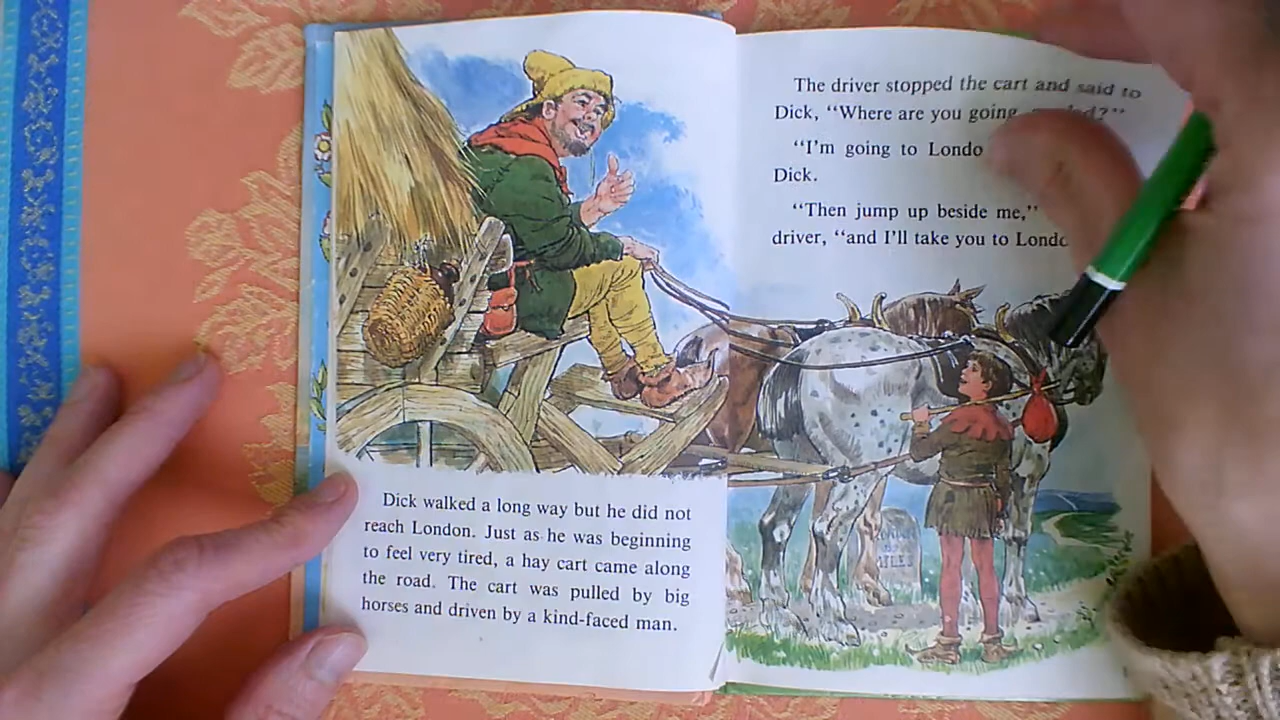 Dick walked a long way but he did not
reach London. Just as he was beginning
to feel very tired, a hay cart came along
the road. The cart was pulled by big
horses and driven by a kind-faced man.
The driver stopped the cart and said to
Dick, “Where are you going,
“I'm going to
Dick.
“Then jump up beside me,”
driver, “and I'll take you to